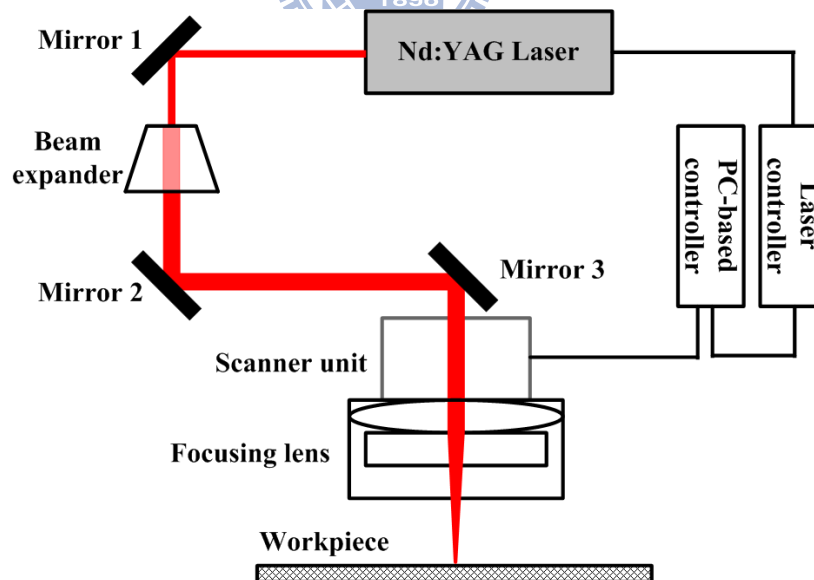 1896
Mirror 1
Nd:YAG Laser
Beam
expander
PC-based
controller
Laser
controller
Mirror 2
Mirror 3
Scanner unit
Focusing lens
Workpiece